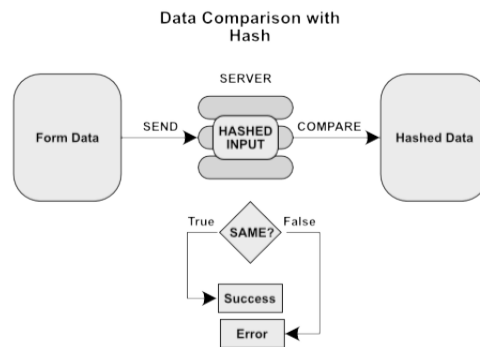 Data Comparison with
Hash
SERVER
Form Data
SEND
HASHED
INPUT
COMPARE
Hashed Data
True
SAME?
False
Success
Error